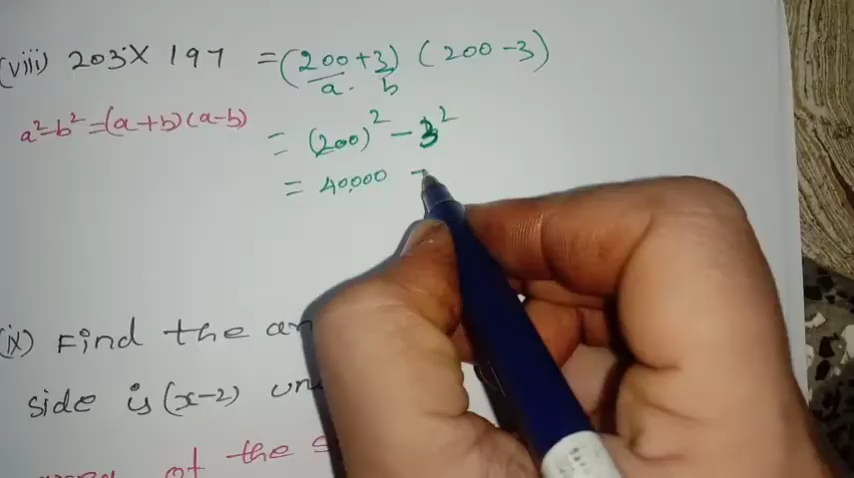 (viii) 203 X 197 = (200 + 3) (200 - 3)
a. b
a²-b² = (a+b)(a-b)
= (200)² - 3²
= 40,000 -
(ix) Find the
side is (x-2)
of the